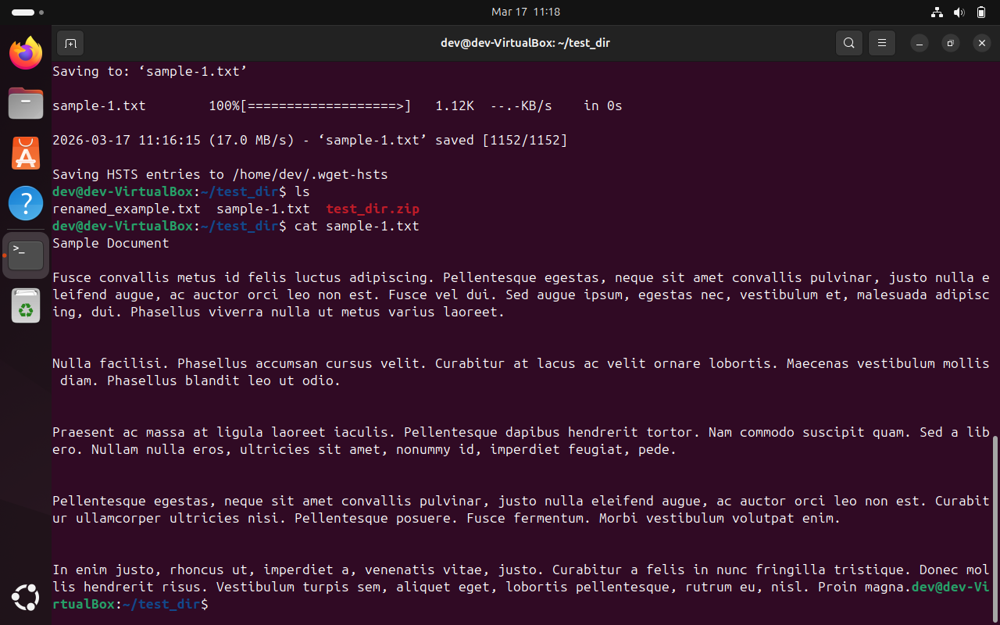 Mar 17 11:18
dev@dev-VirtualBox: ~/test_dir
Saving to: ‘sample-1.txt’
sample-1.txt        100%[===================>]   1.12K  --.-KB/s    in 0s
2026-03-17 11:16:15 (17.0 MB/s) - ‘sample-1.txt’ saved [1152/1152]
Saving HSTS entries to /home/dev/.wget-hsts
dev@dev-VirtualBox:~/test_dir$ ls
renamed_example.txt  sample-1.txt  test_dir.zip
dev@dev-VirtualBox:~/test_dir$ cat sample-1.txt
Sample Document
Fusce convallis metus id felis luctus adipiscing. Pellentesque egestas, neque sit amet convallis pulvinar, justo nulla e
leifend augue, ac auctor orci leo non est. Fusce vel dui. Sed augue ipsum, egestas nec, vestibulum et, malesuada adipisc
ing, dui. Phasellus viverra nulla ut metus varius laoreet.
Nulla facilisi. Phasellus accumsan cursus velit. Curabitur at lacus ac velit ornare lobortis. Maecenas vestibulum mollis
 diam. Phasellus blandit leo ut odio.
Praesent ac massa at ligula laoreet iaculis. Pellentesque dapibus hendrerit tortor. Nam commodo suscipit quam. Sed a lib
ero. Nullam nulla eros, ultricies sit amet, nonummy id, imperdiet feugiat, pede.
Pellentesque egestas, neque sit amet convallis pulvinar, justo nulla eleifend augue, ac auctor orci leo non est. Curabit
ur ullamcorper ultricies nisi. Pellentesque posuere. Fusce fermentum. Morbi vestibulum volutpat enim.
In enim justo, rhoncus ut, imperdiet a, venenatis vitae, justo. Curabitur a felis in nunc fringilla tristique. Donec mol
lis hendrerit risus. Vestibulum turpis sem, aliquet eget, lobortis pellentesque, rutrum eu, nisl. Proin magna.dev@dev-Vi
rtualBox:~/test_dir$